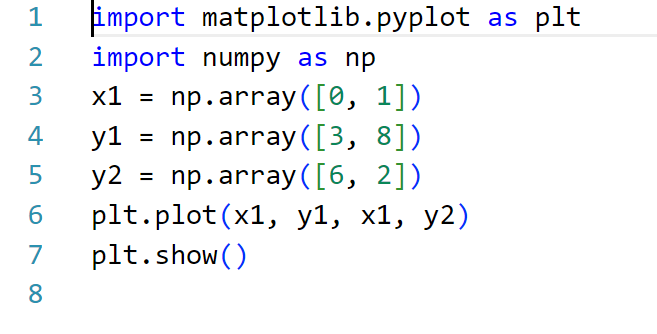 1 import matplotlib.pyplot as plt
2 import numpy as np
3 x1 = np.array([0, 1])
4 y1 = np.array([3, 8])
5 y2 = np.array([6, 2])
6 plt.plot(x1, y1, x1, y2)
7 plt.show()
8